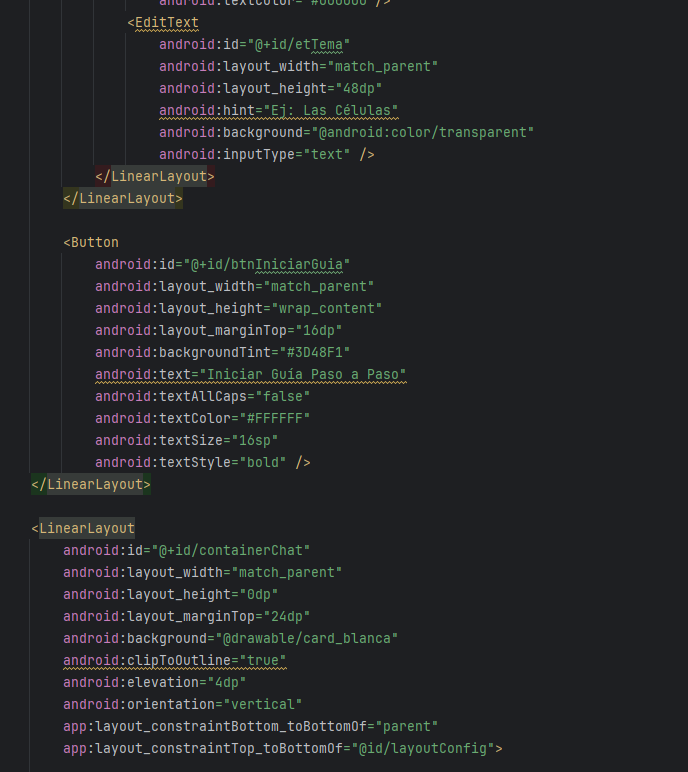 android:textColor="#000000" />
<EditText
android:id="@+id/etTema"
android:layout_width="match_parent"
android:layout_height="48dp"
android:hint="Ej: Las Células"
android:background="@android:color/transparent"
android:inputType="text" />
</LinearLayout>
</LinearLayout>
<Button
android:id="@+id/btnIniciarGuia"
android:layout_width="match_parent"
android:layout_height="wrap_content"
android:layout_marginTop="16dp"
android:backgroundTint="#3D48F1"
android:text="Iniciar Guía Paso a Paso"
android:textAllCaps="false"
android:textColor="#FFFFFF"
android:textSize="16sp"
android:textStyle="bold" />
</LinearLayout>
<LinearLayout
android:id="@+id/containerChat"
android:layout_width="match_parent"
android:layout_height="0dp"
android:layout_marginTop="24dp"
android:background="@drawable/card_blanca"
android:clipToOutline="true"
android:elevation="4dp"
android:orientation="vertical"
app:layout_constraintBottom_toBottomOf="parent"
app:layout_constraintTop_toBottomOf="@id/layoutConfig">